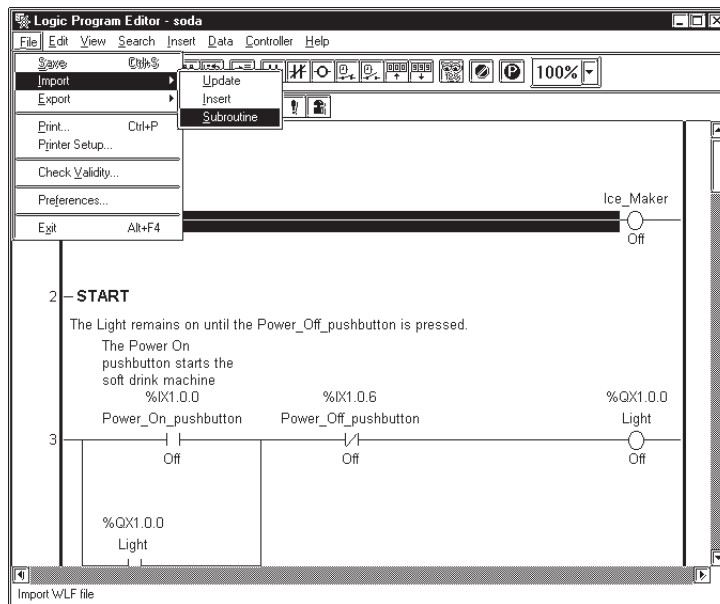 Logic Program Editor - soda
File Edit View Search Insert Data Controller Help
Save Ctrl+S
Import
Export
Print... Ctrl+P
Printer Setup...
Check Validity...
Preferences...
Exit Alt+F4
Update
Insert
Subroutine
100%
P
Ice_Maker
Off
2 START
The Light remains on until the Power_Off_pushbutton is pressed.
The Power On
pushbutton starts the
soft drink machine
%IX1.0.0 %IX1.0.6 %QX1.0.0
Power_On_pushbutton Power_Off_pushbutton Light
3
Off Off Off
%QX1.0.0
Light
Import WLF file